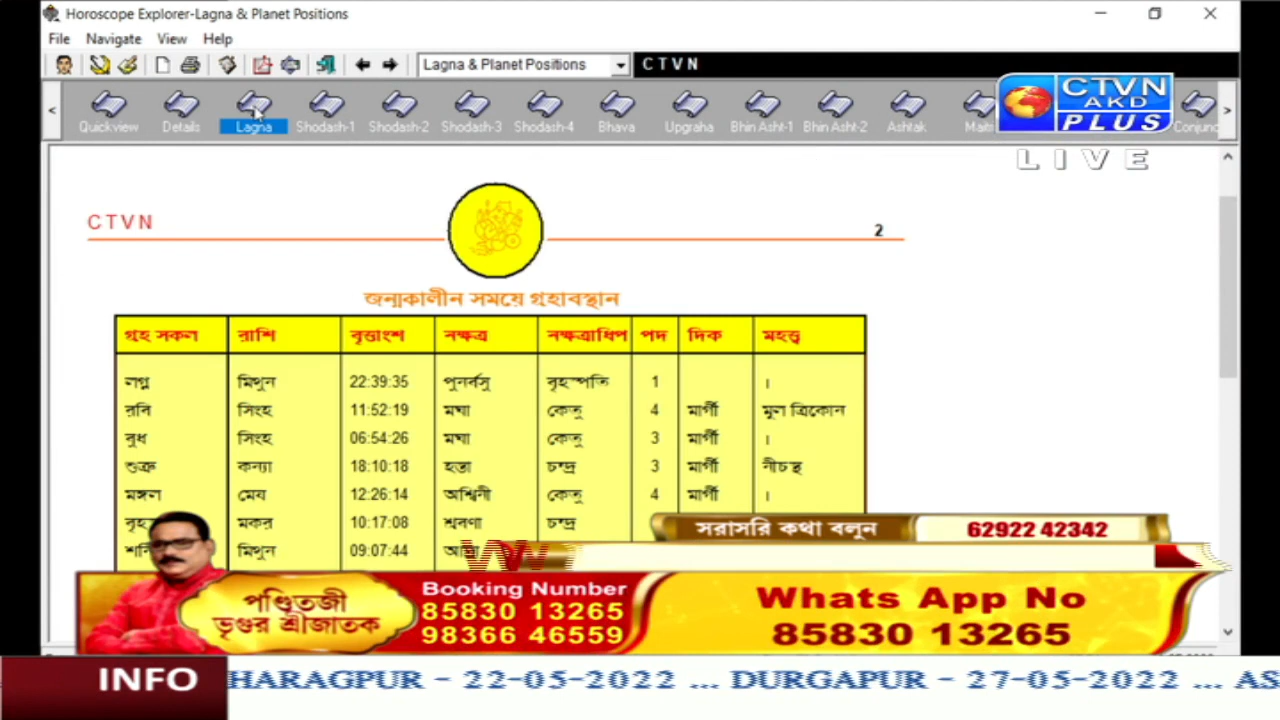 Horoscope Explorer-Lagna & Planet Positions
File Navigate View Help
Lagna & Planet Positions
CTVN
Quickview Details Lagna Shodash-1 Shodash-2 Shodash-3 Shodash-4 Bhava Upgraha Bhin Asht-1 Bhin Asht-2 Ashtak
CTVN
AKD
PLUS
LIVE
CTVN
2
জন্মকালীন সময়ে গ্রহাবস্থান
গ্রহ সকল রাশি বৃত্তাংশ নক্ষত্র নক্ষত্রাধিপ পদ দিক মহত্ত্ব
লগ্ন মিথুন 22:39:35 পুনর্বসু বৃহস্পতি 1 ।
রবি সিংহ 11:52:19 মঘা কেতু 4 মার্গী মুল ত্রিকোন
বুধ সিংহ 06:54:26 মঘা কেতু 3 মার্গী ।
শুক্র কন্যা 18:10:18 হস্তা চন্দ্র 3 মার্গী নীচস্থ
মঙ্গল মেষ 12:26:14 অশ্বিনী কেতু 4 মার্গী ।
মকর 10:17:08 শ্রবণা চন্দ্র
মিথুন 09:07:44
সরাসরি কথা বলুন 62922 42342
পণ্ডিতজী
ভৃগুর শ্রীজাতক
Booking Number
85830 13265
98366 46559
Whats App No
85830 13265
INFO
HARAGPUR - 22-05-2022 ... DURGAPUR - 27-05-2022 ... AS